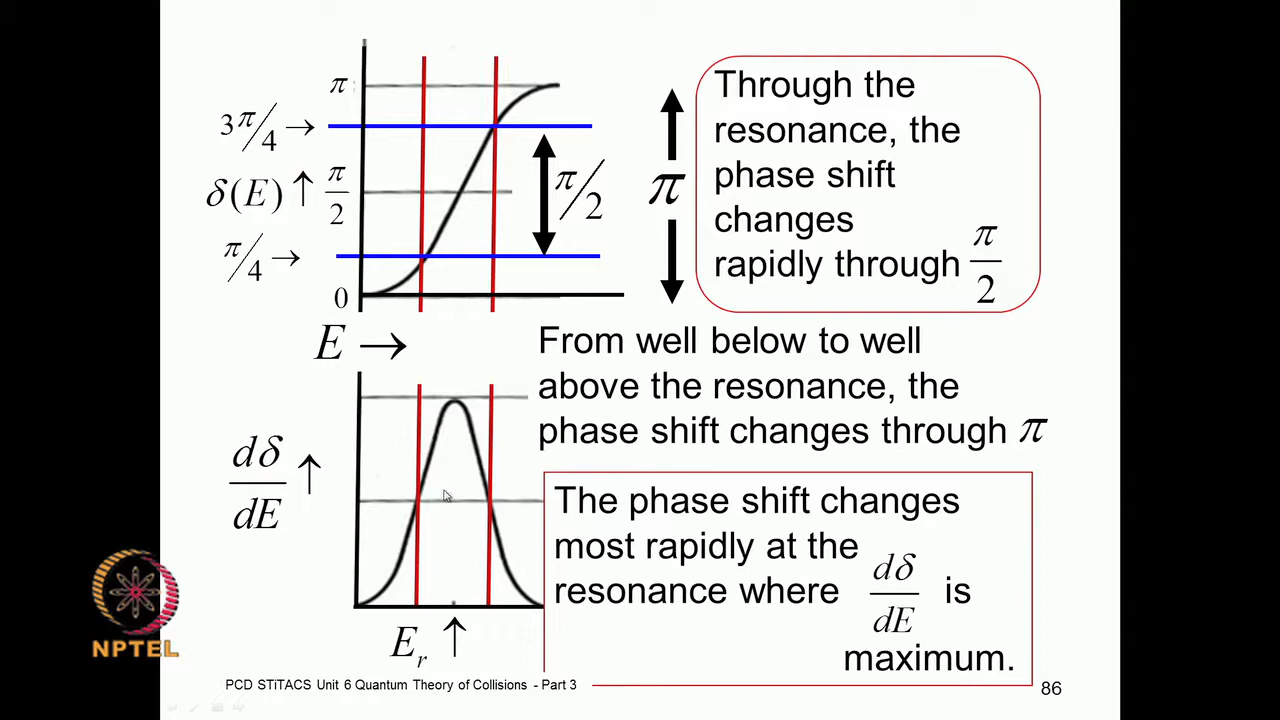 π
3π/4 →
δ(E) ↑ π/2
π/4 →
0
E →
π/2
π
Through the
resonance, the
phase shift
changes
rapidly through π/2
From well below to well
above the resonance, the
phase shift changes through π
dδ/dE ↑
E_r ↑
The phase shift changes
most rapidly at the
resonance where dδ/dE is
maximum.
NPTEL
PCD STiTACS Unit 6 Quantum Theory of Collisions - Part 3
86